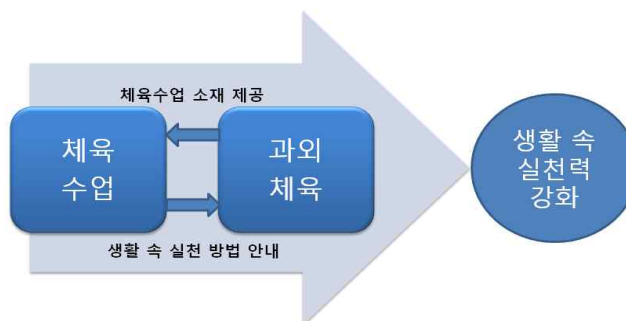 체육수업 소재 제공
체육
수업
과외
체육
생활 속 실천 방법 안내
생활 속
실천력
강화